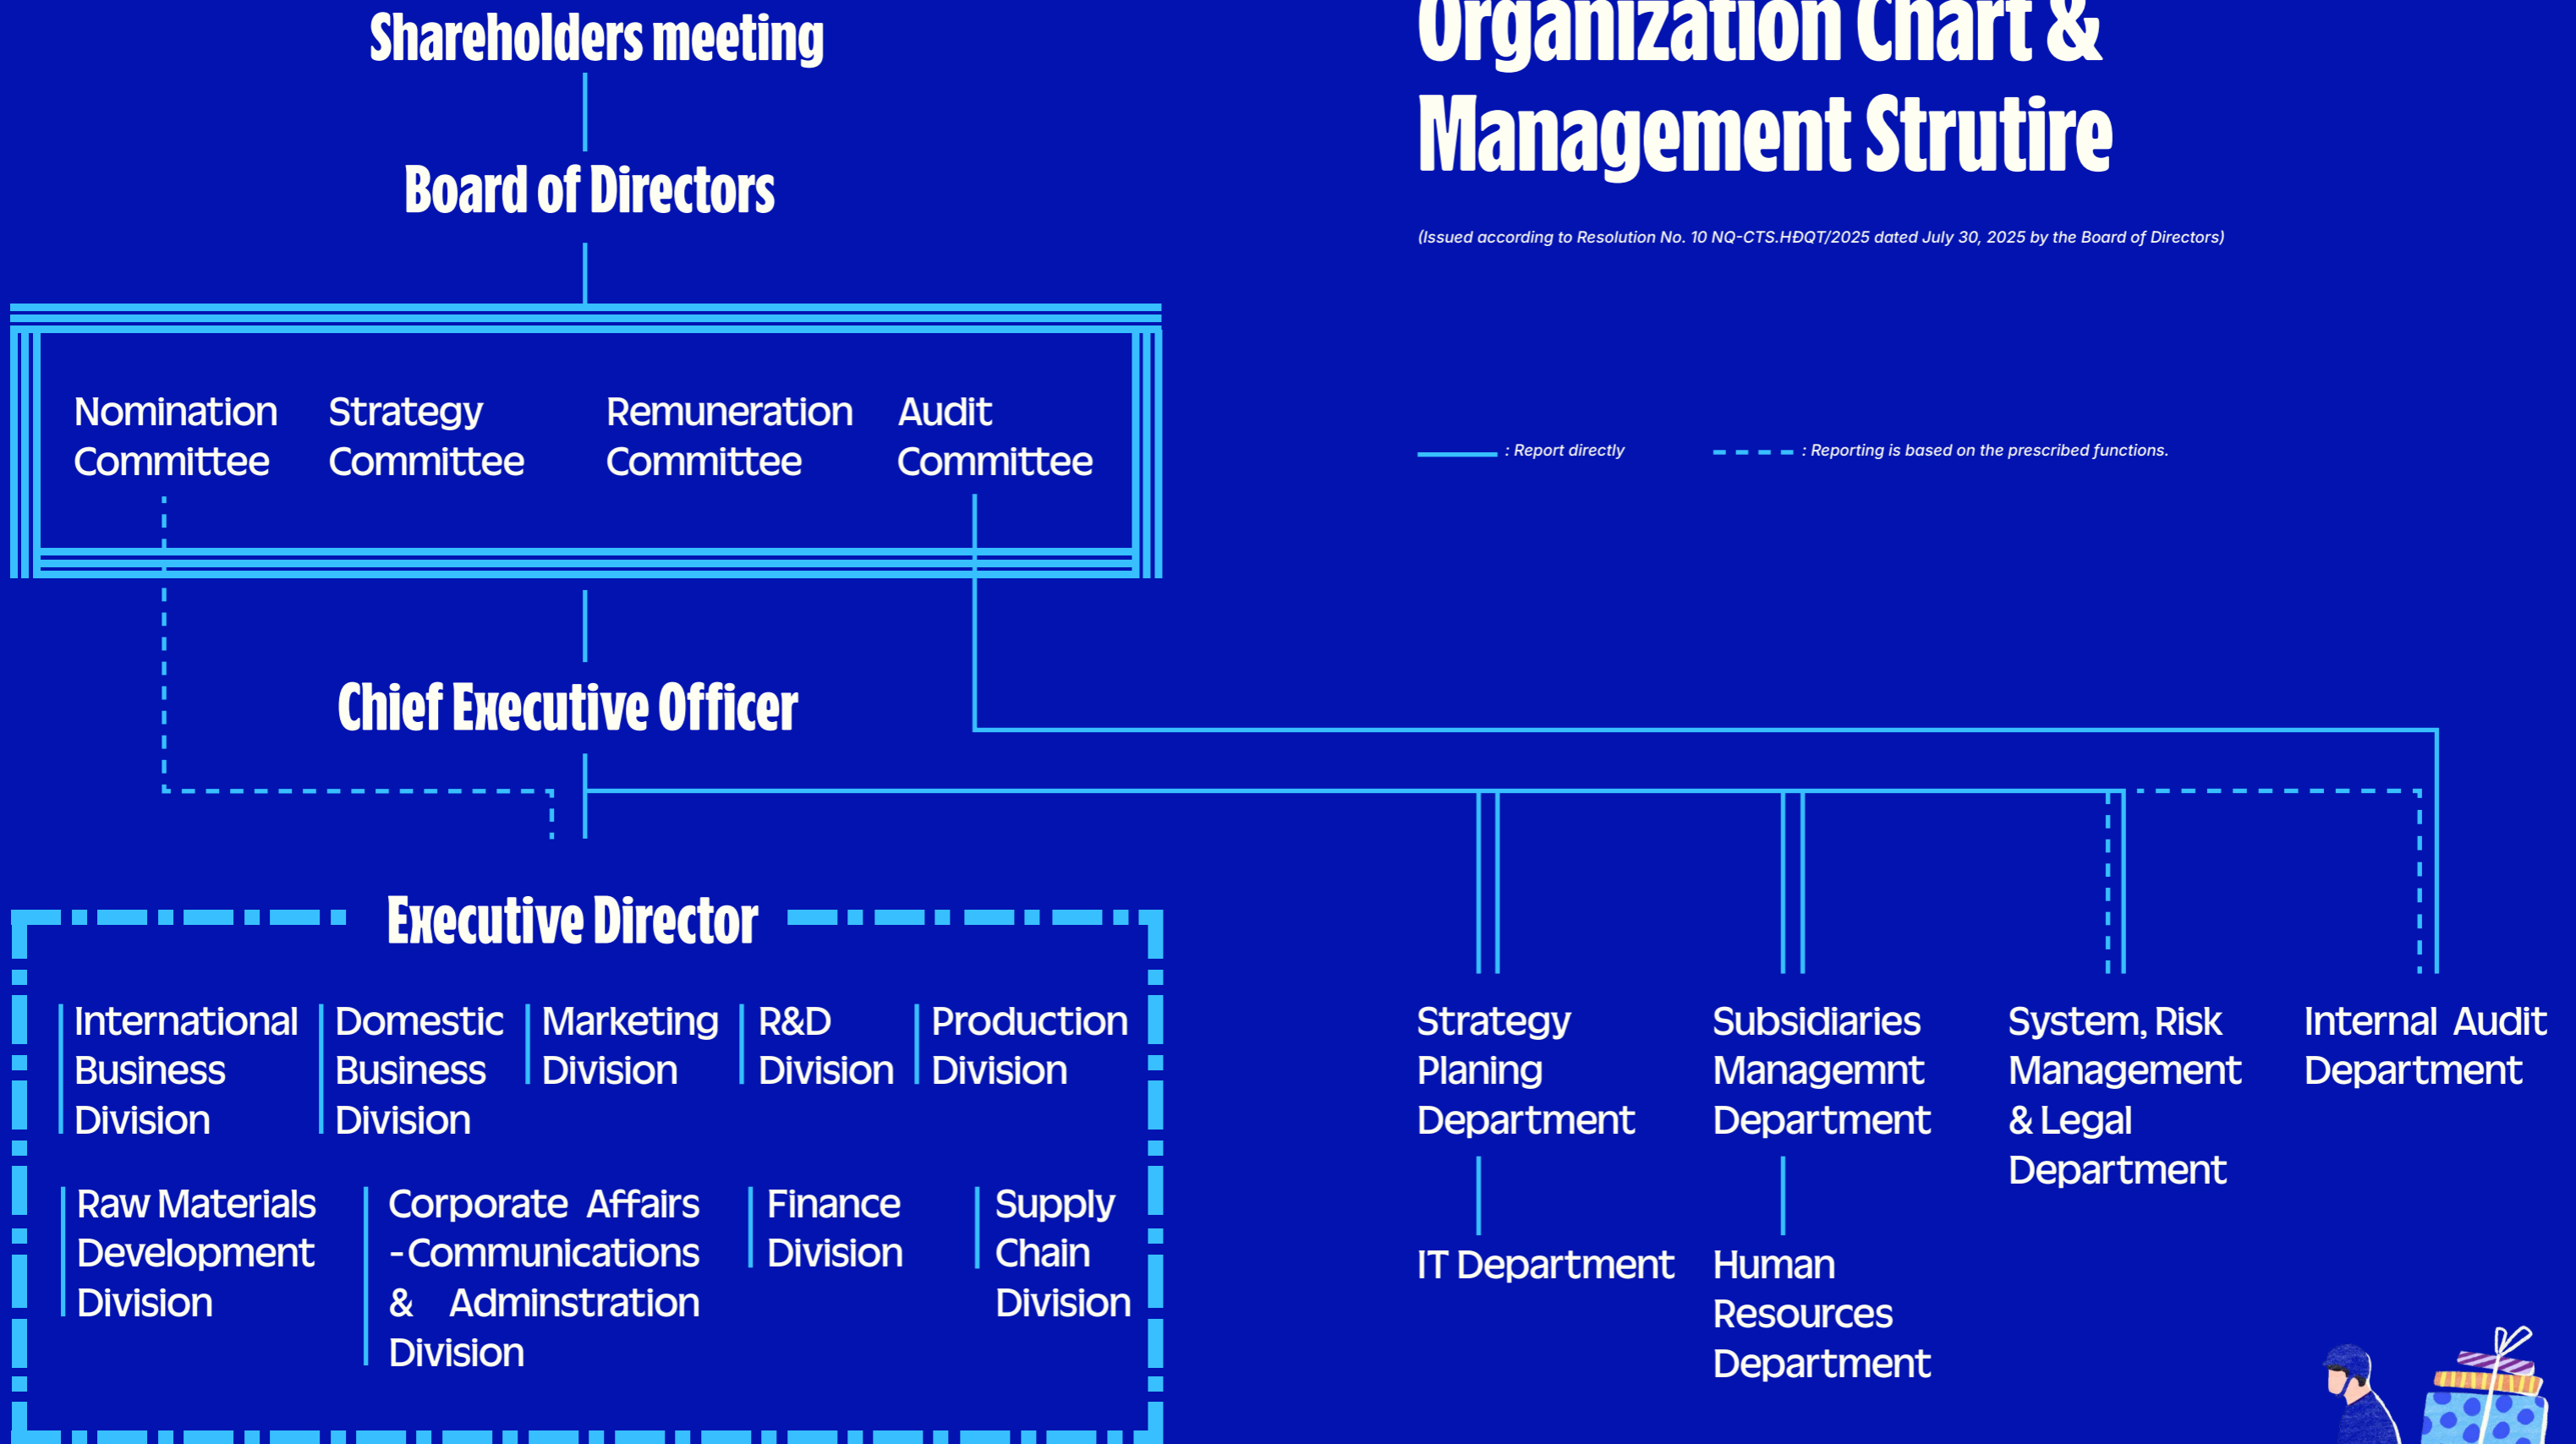 Shareholders meeting
Organization Chart &
Management Strutire
Board of Directors
(Issued according to Resolution No. 10 NQ-CTS.HĐQT/2025 dated July 30, 2025 by the Board of Directors)
Nomination
Committee
Strategy
Committee
Remuneration
Committee
Audit
Committee
: Report directly
: Reporting is based on the prescribed functions.
Chief Executive Officer
Executive Director
International
Business
Division
Domestic
Business
Division
Marketing
Division
R&D
Division
Production
Division
Raw Materials
Development
Division
Corporate Affairs
-Communications
& Adminstration
Division
Finance
Division
Supply
Chain
Division
Strategy
Planing
Department
Subsidiaries
Managemnt
Department
System, Risk
Management
& Legal
Department
Internal Audit
Department
IT Department
Human
Resources
Department